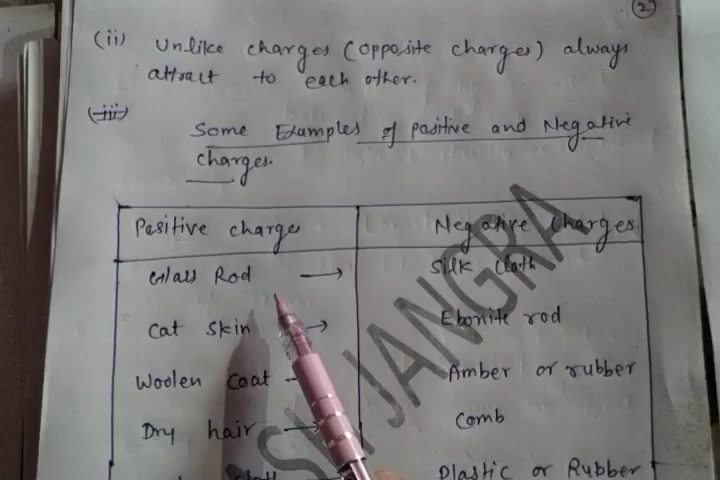 (2)
(ii) Unlike charges (opposite charges) always
attract to each other.
(iii)
Some Examples of Positive and Negative
charges.
Positive charge Negative Charges
Glass Rod → Silk Cloth
Cat Skin → Ebonite rod
Woolen Coat → Amber or rubber
Dry hair → Comb
Plastic or Rubber
JANGRA